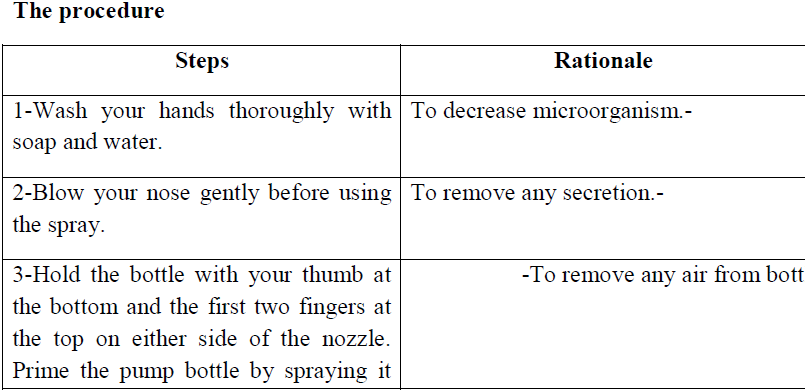 The procedure
Steps
Rationale
1-Wash your hands thoroughly with
soap and water.
To decrease microorganism.-
2-Blow your nose gently before using
the spray.
To remove any secretion.-
3-Hold the bottle with your thumb at
the bottom and the first two fingers at
the top on either side of the nozzle.
Prime the pump bottle by spraying it
-To remove any air from bott